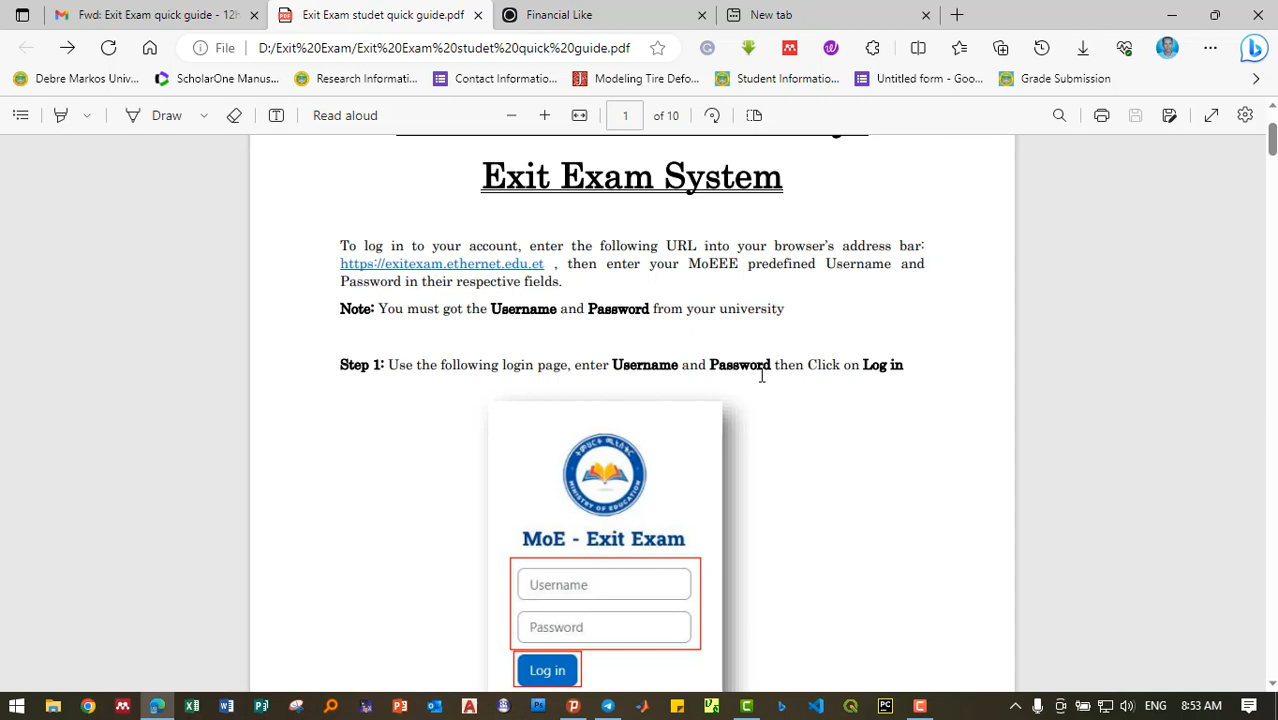 Fwd: Exit Exam quick guide - 12h
Exit Exam studet quick guide.pdf
Financial Like
New tab
File
D:/Exit%20Exam/Exit%20Exam%20studet%20quick%20guide.pdf
Debre Markos Univ...
ScholarOne Manus...
Research Informati...
Contact Informatio...
Modeling Tire Defo...
Student Informatio...
Untitled form - Goo...
Grade Submission
Draw
Read aloud
1
of 10
Exit Exam System
To log in to your account, enter the following URL into your browser's address bar:
https://exitexam.ethernet.edu.et , then enter your MoEEE predefined Username and
Password in their respective fields.
Note: You must got the Username and Password from your university
Step 1: Use the following login page, enter Username and Password then Click on Log in
ትምህርት ሚኒስቴር
MINISTRY OF EDUCATION
MoE - Exit Exam
Username
Password
Log in
ENG
8:53 AM